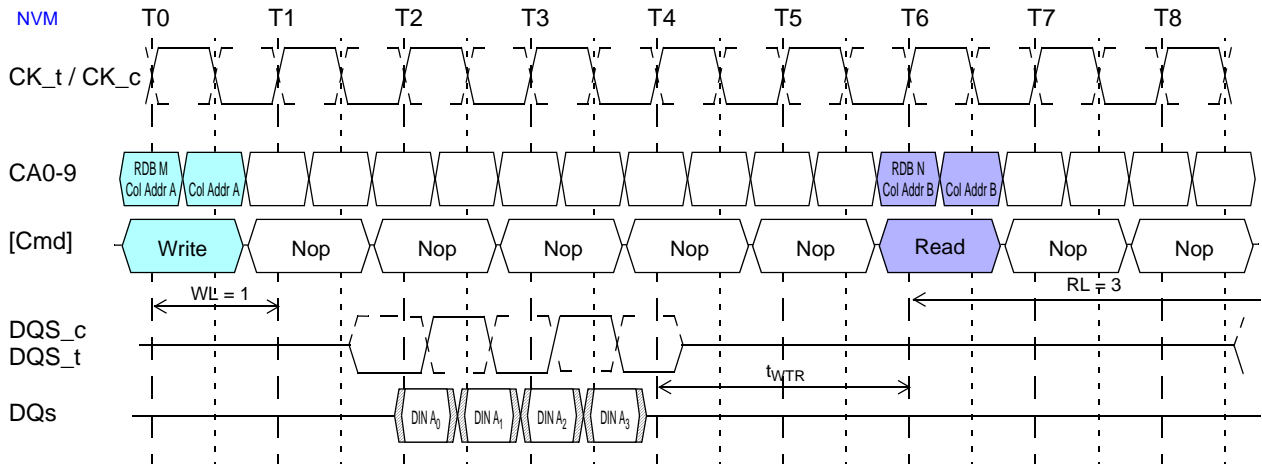 NVM T0 T1 T2 T3 T4 T5 T6 T7 T8
CK_t / CK_c
CA0-9
RDB M
Col Addr A
Col Addr A
RDB N
Col Addr B
Col Addr B
[Cmd] Write Nop Nop Nop Nop Nop Read Nop Nop
WL = 1
RL = 3
DQS_c
DQS_t
tWTR
DQs DIN A0 DIN A1 DIN A2 DIN A3